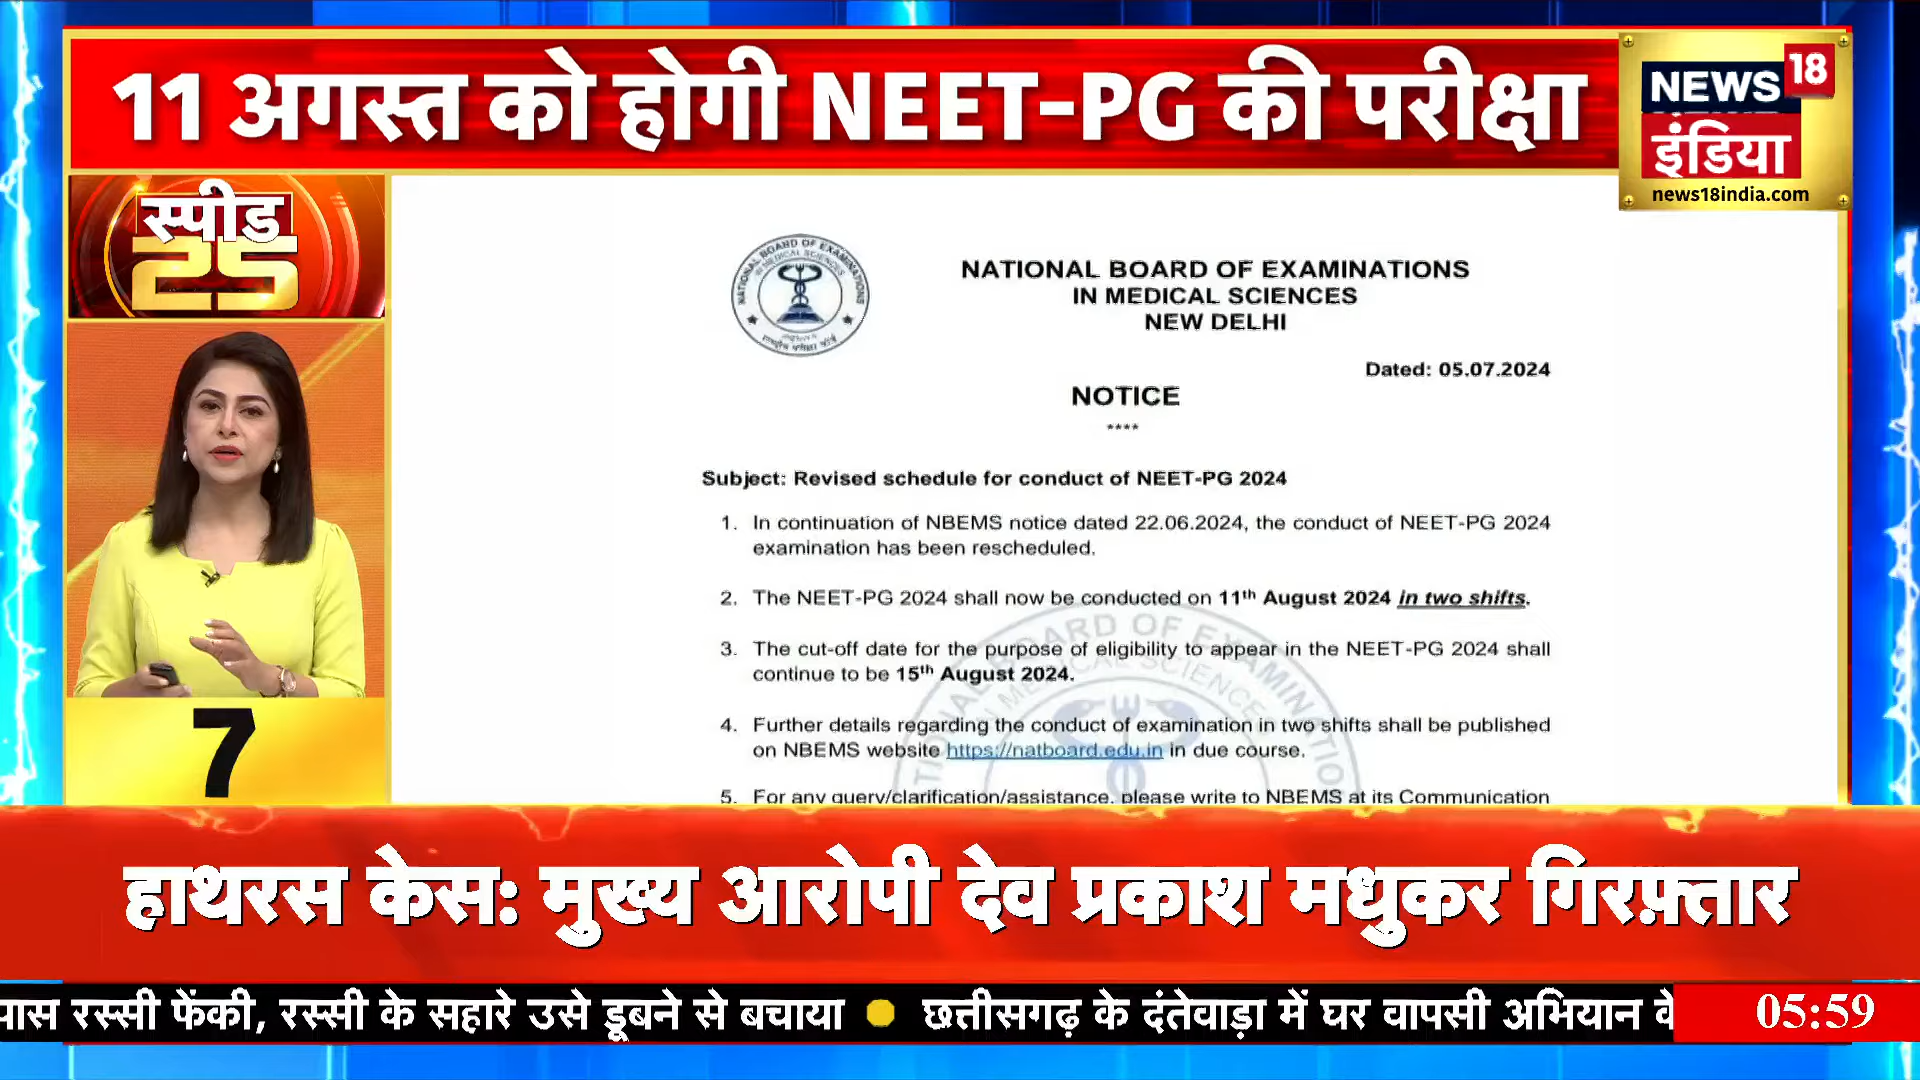 11 अगस्त को होगी NEET-PG की परीक्षा
NEWS 18
इंडिया
news18india.com
स्पीड
25
NATIONAL BOARD OF EXAMINATIONS
IN MEDICAL SCIENCES
NEW DELHI
Dated: 05.07.2024
NOTICE
****
Subject: Revised schedule for conduct of NEET-PG 2024
1. In continuation of NBEMS notice dated 22.06.2024, the conduct of NEET-PG 2024
examination has been rescheduled.
2. The NEET-PG 2024 shall now be conducted on 11th August 2024 in two shifts.
3. The cut-off date for the purpose of eligibility to appear in the NEET-PG 2024 shall
continue to be 15th August 2024.
4. Further details regarding the conduct of examination in two shifts shall be published
on NBEMS website https://natboard.edu.in in due course.
5. For any query/clarification/assistance, please write to NBEMS at its Communication
7
हाथरस केस: मुख्य आरोपी देव प्रकाश मधुकर गिरफ़्तार
पास रस्सी फेंकी, रस्सी के सहारे उसे डूबने से बचाया छत्तीसगढ़ के दंतेवाड़ा में घर वापसी अभियान के
05:59